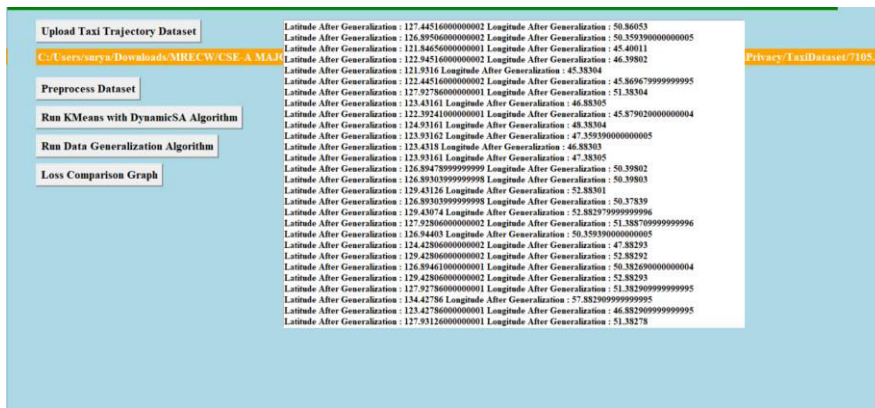 Upload Taxi Trajectory Dataset
C:/Users/surya/Downloads/MRECW/CSE-A MAJ
Privacy/TaxiDataset/7105.
Preprocess Dataset
Run KMeans with DynamicSA Algorithm
Run Data Generalization Algorithm
Loss Comparison Graph
Latitude After Generalization : 127.44516000000002 Longitude After Generalization : 50.86053
Latitude After Generalization : 126.89506000000002 Longitude After Generalization : 50.359390000000005
Latitude After Generalization : 121.84656000000001 Longitude After Generalization : 45.40011
Latitude After Generalization : 122.94516000000002 Longitude After Generalization : 46.39802
Latitude After Generalization : 121.9316 Longitude After Generalization : 45.38304
Latitude After Generalization : 122.44516000000002 Longitude After Generalization : 45.869679999999995
Latitude After Generalization : 127.92786000000001 Longitude After Generalization : 51.38304
Latitude After Generalization : 123.43161 Longitude After Generalization : 46.88305
Latitude After Generalization : 122.39241000000001 Longitude After Generalization : 45.879020000000004
Latitude After Generalization : 124.93161 Longitude After Generalization : 48.38304
Latitude After Generalization : 123.93162 Longitude After Generalization : 47.359390000000005
Latitude After Generalization : 123.4318 Longitude After Generalization : 46.88303
Latitude After Generalization : 123.93161 Longitude After Generalization : 47.38305
Latitude After Generalization : 126.89478999999999 Longitude After Generalization : 50.39802
Latitude After Generalization : 126.89303999999998 Longitude After Generalization : 50.39803
Latitude After Generalization : 129.43126 Longitude After Generalization : 52.88301
Latitude After Generalization : 126.89303999999998 Longitude After Generalization : 50.37839
Latitude After Generalization : 129.43074 Longitude After Generalization : 52.882979999999996
Latitude After Generalization : 127.92806000000002 Longitude After Generalization : 51.388709999999996
Latitude After Generalization : 126.94403 Longitude After Generalization : 50.359390000000005
Latitude After Generalization : 124.42806000000002 Longitude After Generalization : 47.88293
Latitude After Generalization : 129.42806000000002 Longitude After Generalization : 52.88292
Latitude After Generalization : 126.89461000000001 Longitude After Generalization : 50.382690000000004
Latitude After Generalization : 129.42806000000002 Longitude After Generalization : 52.88293
Latitude After Generalization : 127.92786000000001 Longitude After Generalization : 51.382909999999995
Latitude After Generalization : 134.42786 Longitude After Generalization : 57.882909999999995
Latitude After Generalization : 123.42786000000001 Longitude After Generalization : 46.882909999999995
Latitude After Generalization : 127.93126000000001 Longitude After Generalization : 51.38278